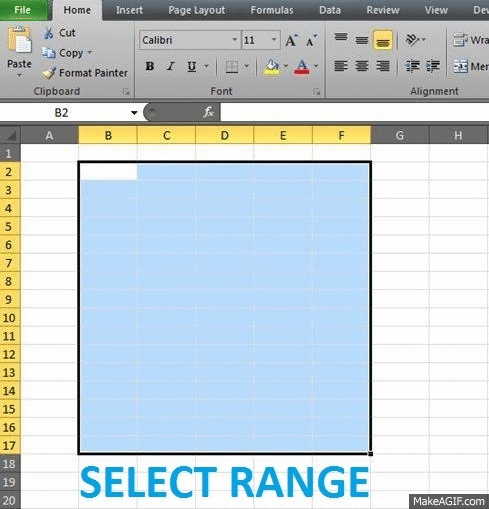 File Home Insert Page Layout Formulas Data Review View Dev
Cut
Copy
Format Painter
Paste
Calibri 11 A A
B I U A
Wra
Mer
Clipboard Font Alignment
B2 fx
A B C D E F G H
1
2
3
4
5
6
7
8
9
10
11
12
13
14
15
16
17
18
19
20
SELECT RANGE
MakeAGIF.com